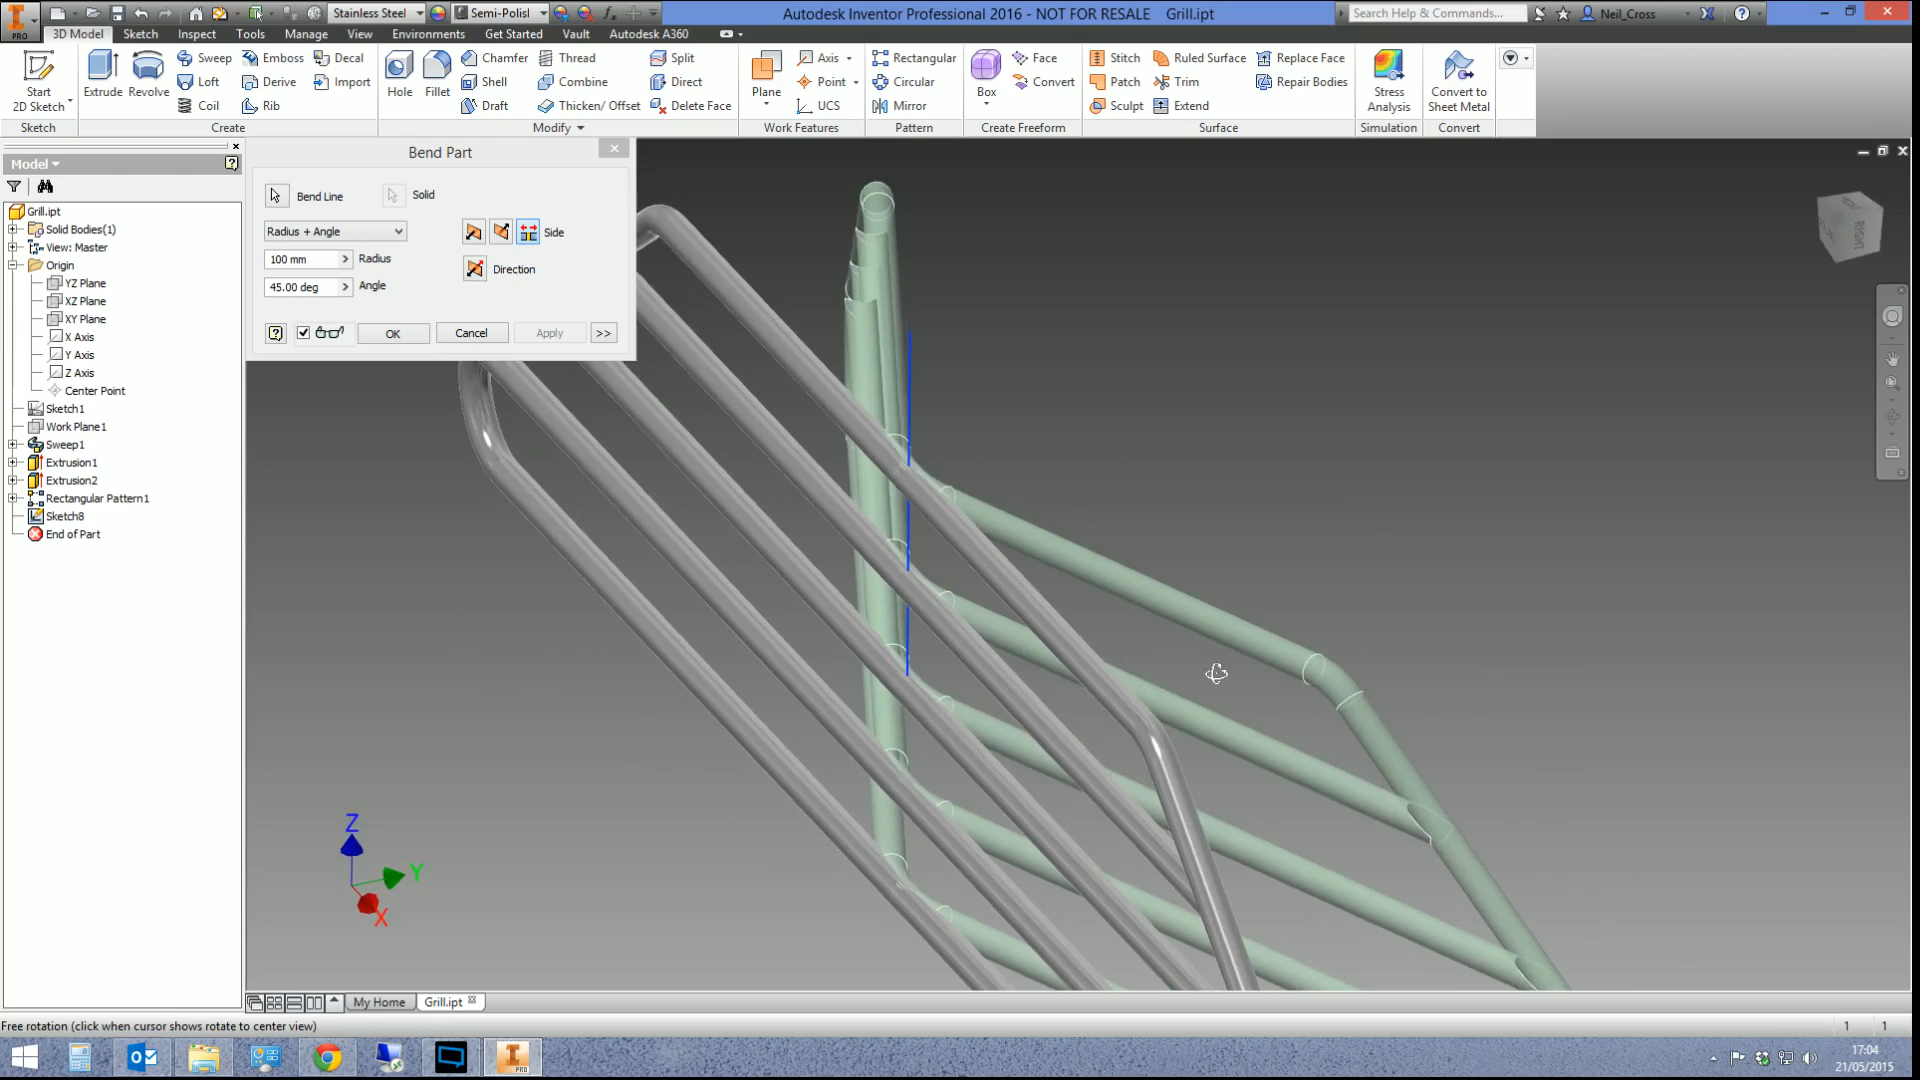 Stainless Steel
Semi-Polisl
Autodesk Inventor Professional 2016 - NOT FOR RESALE Grill.ipt
Search Help & Commands...
Neil_Cross
PRO
3D Model Sketch Inspect Tools Manage View Environments Get Started Vault Autodesk A360
Start
2D Sketch
Extrude
Revolve
Sweep
Loft
Coil
Emboss
Derive
Rib
Decal
Import
Hole
Fillet
Chamfer
Shell
Draft
Thread
Combine
Thicken/ Offset
Split
Direct
Delete Face
Plane
Axis
Point
UCS
Rectangular
Circular
Mirror
Box
Face
Convert
Stitch
Patch
Sculpt
Ruled Surface
Trim
Extend
Replace Face
Repair Bodies
Stress
Analysis
Convert to
Sheet Metal
Sketch Create Modify Work Features Pattern Create Freeform Surface Simulation Convert
Model
Grill.ipt
Solid Bodies(1)
View: Master
Origin
YZ Plane
XZ Plane
XY Plane
X Axis
Y Axis
Z Axis
Center Point
Sketch1
Work Plane1
Sweep1
Extrusion1
Extrusion2
Rectangular Pattern1
Sketch8
End of Part
Bend Part
Bend Line
Solid
Radius + Angle
Side
100 mm
Radius
Direction
45.00 deg
Angle
OK
Cancel
Apply
>>
RIGHT
Z
Y
X
My Home
Grill.ipt
Free rotation (click when cursor shows rotate to center view)
1 1
PRO
17:04
21/05/2015